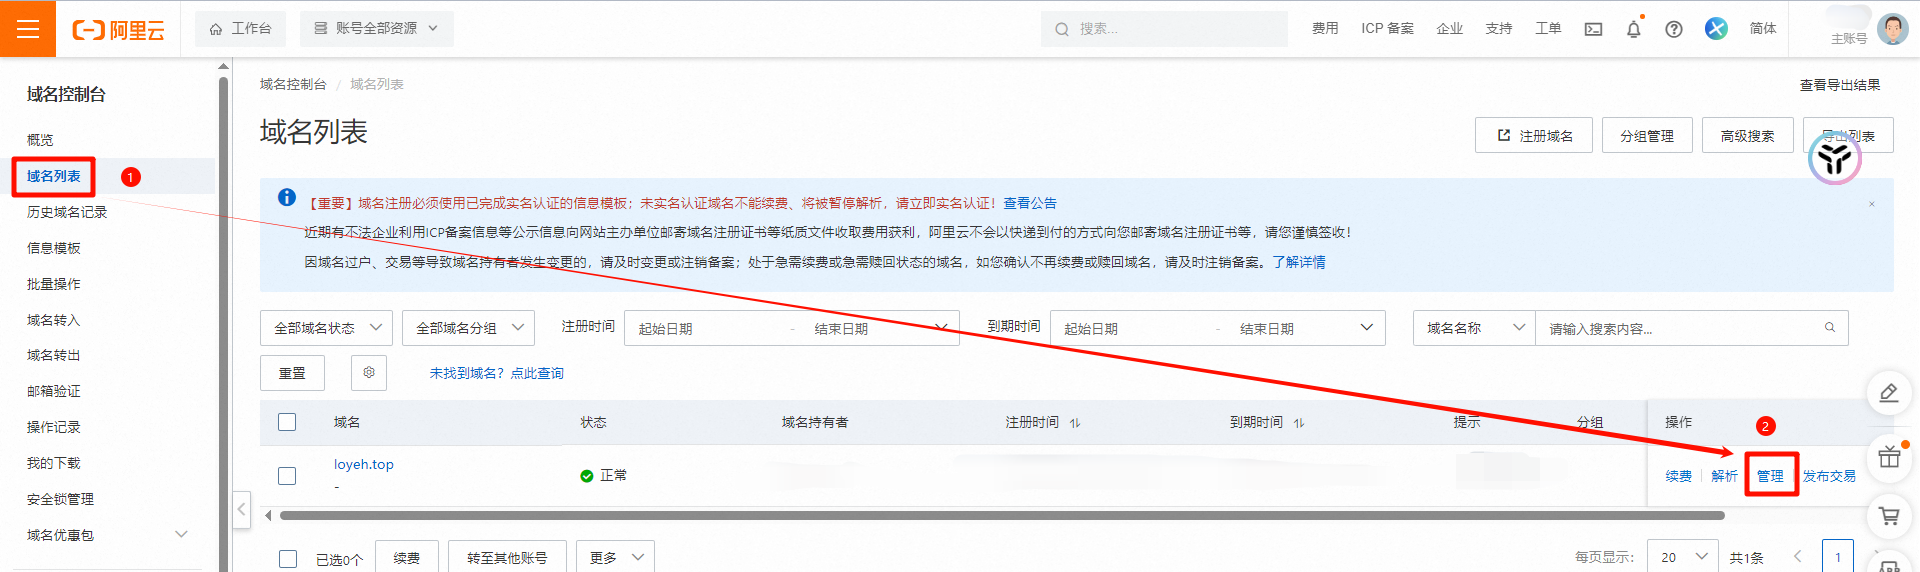 阿里云
工作台
账号全部资源
搜索...
费用
ICP 备案
企业
支持
工单
简体
主账号
域名控制台
概览
域名列表
1
历史域名记录
信息模板
批量操作
域名转入
域名转出
邮箱验证
操作记录
我的下载
安全锁管理
域名优惠包
域名控制台 / 域名列表
查看导出结果
域名列表
注册域名
分组管理
高级搜索
导出列表
【重要】域名注册必须使用已完成实名认证的信息模板；未实名认证域名不能续费、将被暂停解析，请立即实名认证！查看公告
近期有不法企业利用ICP备案信息等公示信息向网站主办单位邮寄域名注册证书等纸质文件收取费用获利，阿里云不会以快递到付的方式向您邮寄域名注册证书等，请您谨慎签收！
因域名过户、交易等导致域名持有者发生变更的，请及时变更或注销备案；处于急需续费或急需赎回状态的域名，如您确认不再续费或赎回域名，请及时注销备案。了解详情
全部域名状态
全部域名分组
注册时间
起始日期 - 结束日期
到期时间
起始日期 - 结束日期
域名名称
请输入搜索内容...
重置
未找到域名？点此查询
域名
状态
域名持有者
注册时间
到期时间
提示
分组
操作
2
loyeh.top
-
正常
续费
解析
管理
发布交易
已选0个
续费
转至其他账号
更多
每页显示：
20
共1条
1